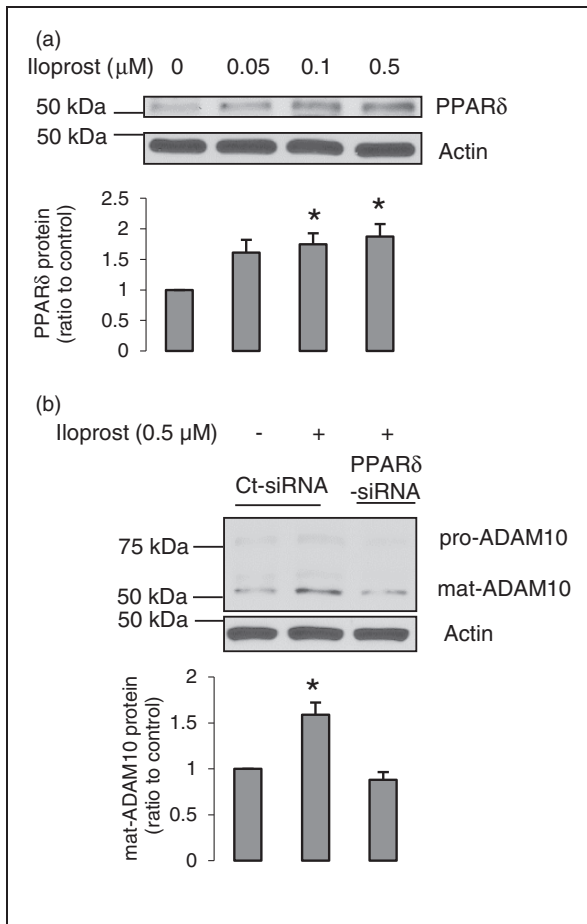 (a)
Iloprost (μM) 0 0.05 0.1 0.5
50 kDa PPARδ
50 kDa Actin
2.5
2
1.5
1
0.5
0
* *
PPARδ protein
(ratio to control)
(b)
Iloprost (0.5 μM) - + +
Ct-siRNA PPARδ
-siRNA
75 kDa pro-ADAM10
50 kDa mat-ADAM10
50 kDa Actin
2
1.5
1
0.5
0
*
mat-ADAM10 protein
(ratio to control)